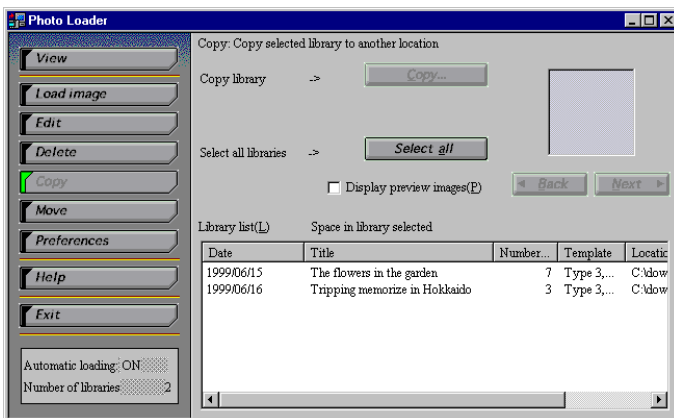 Photo Loader
View
Load image
Edit
Delete
Copy
Move
Preferences
Help
Exit
Automatic loading: ON
Number of libraries 2
Copy: Copy selected library to another location
Copy library -> Copy...
Select all libraries -> Select all
Display preview images(P)
Back Next
Library list(L) Space in library selected
Date Title Number... Template Locatio
1999/06/15 The flowers in the garden 7 Type 3,... C:\dow
1999/06/16 Tripping memorize in Hokkaido 3 Type 3,... C:\dow